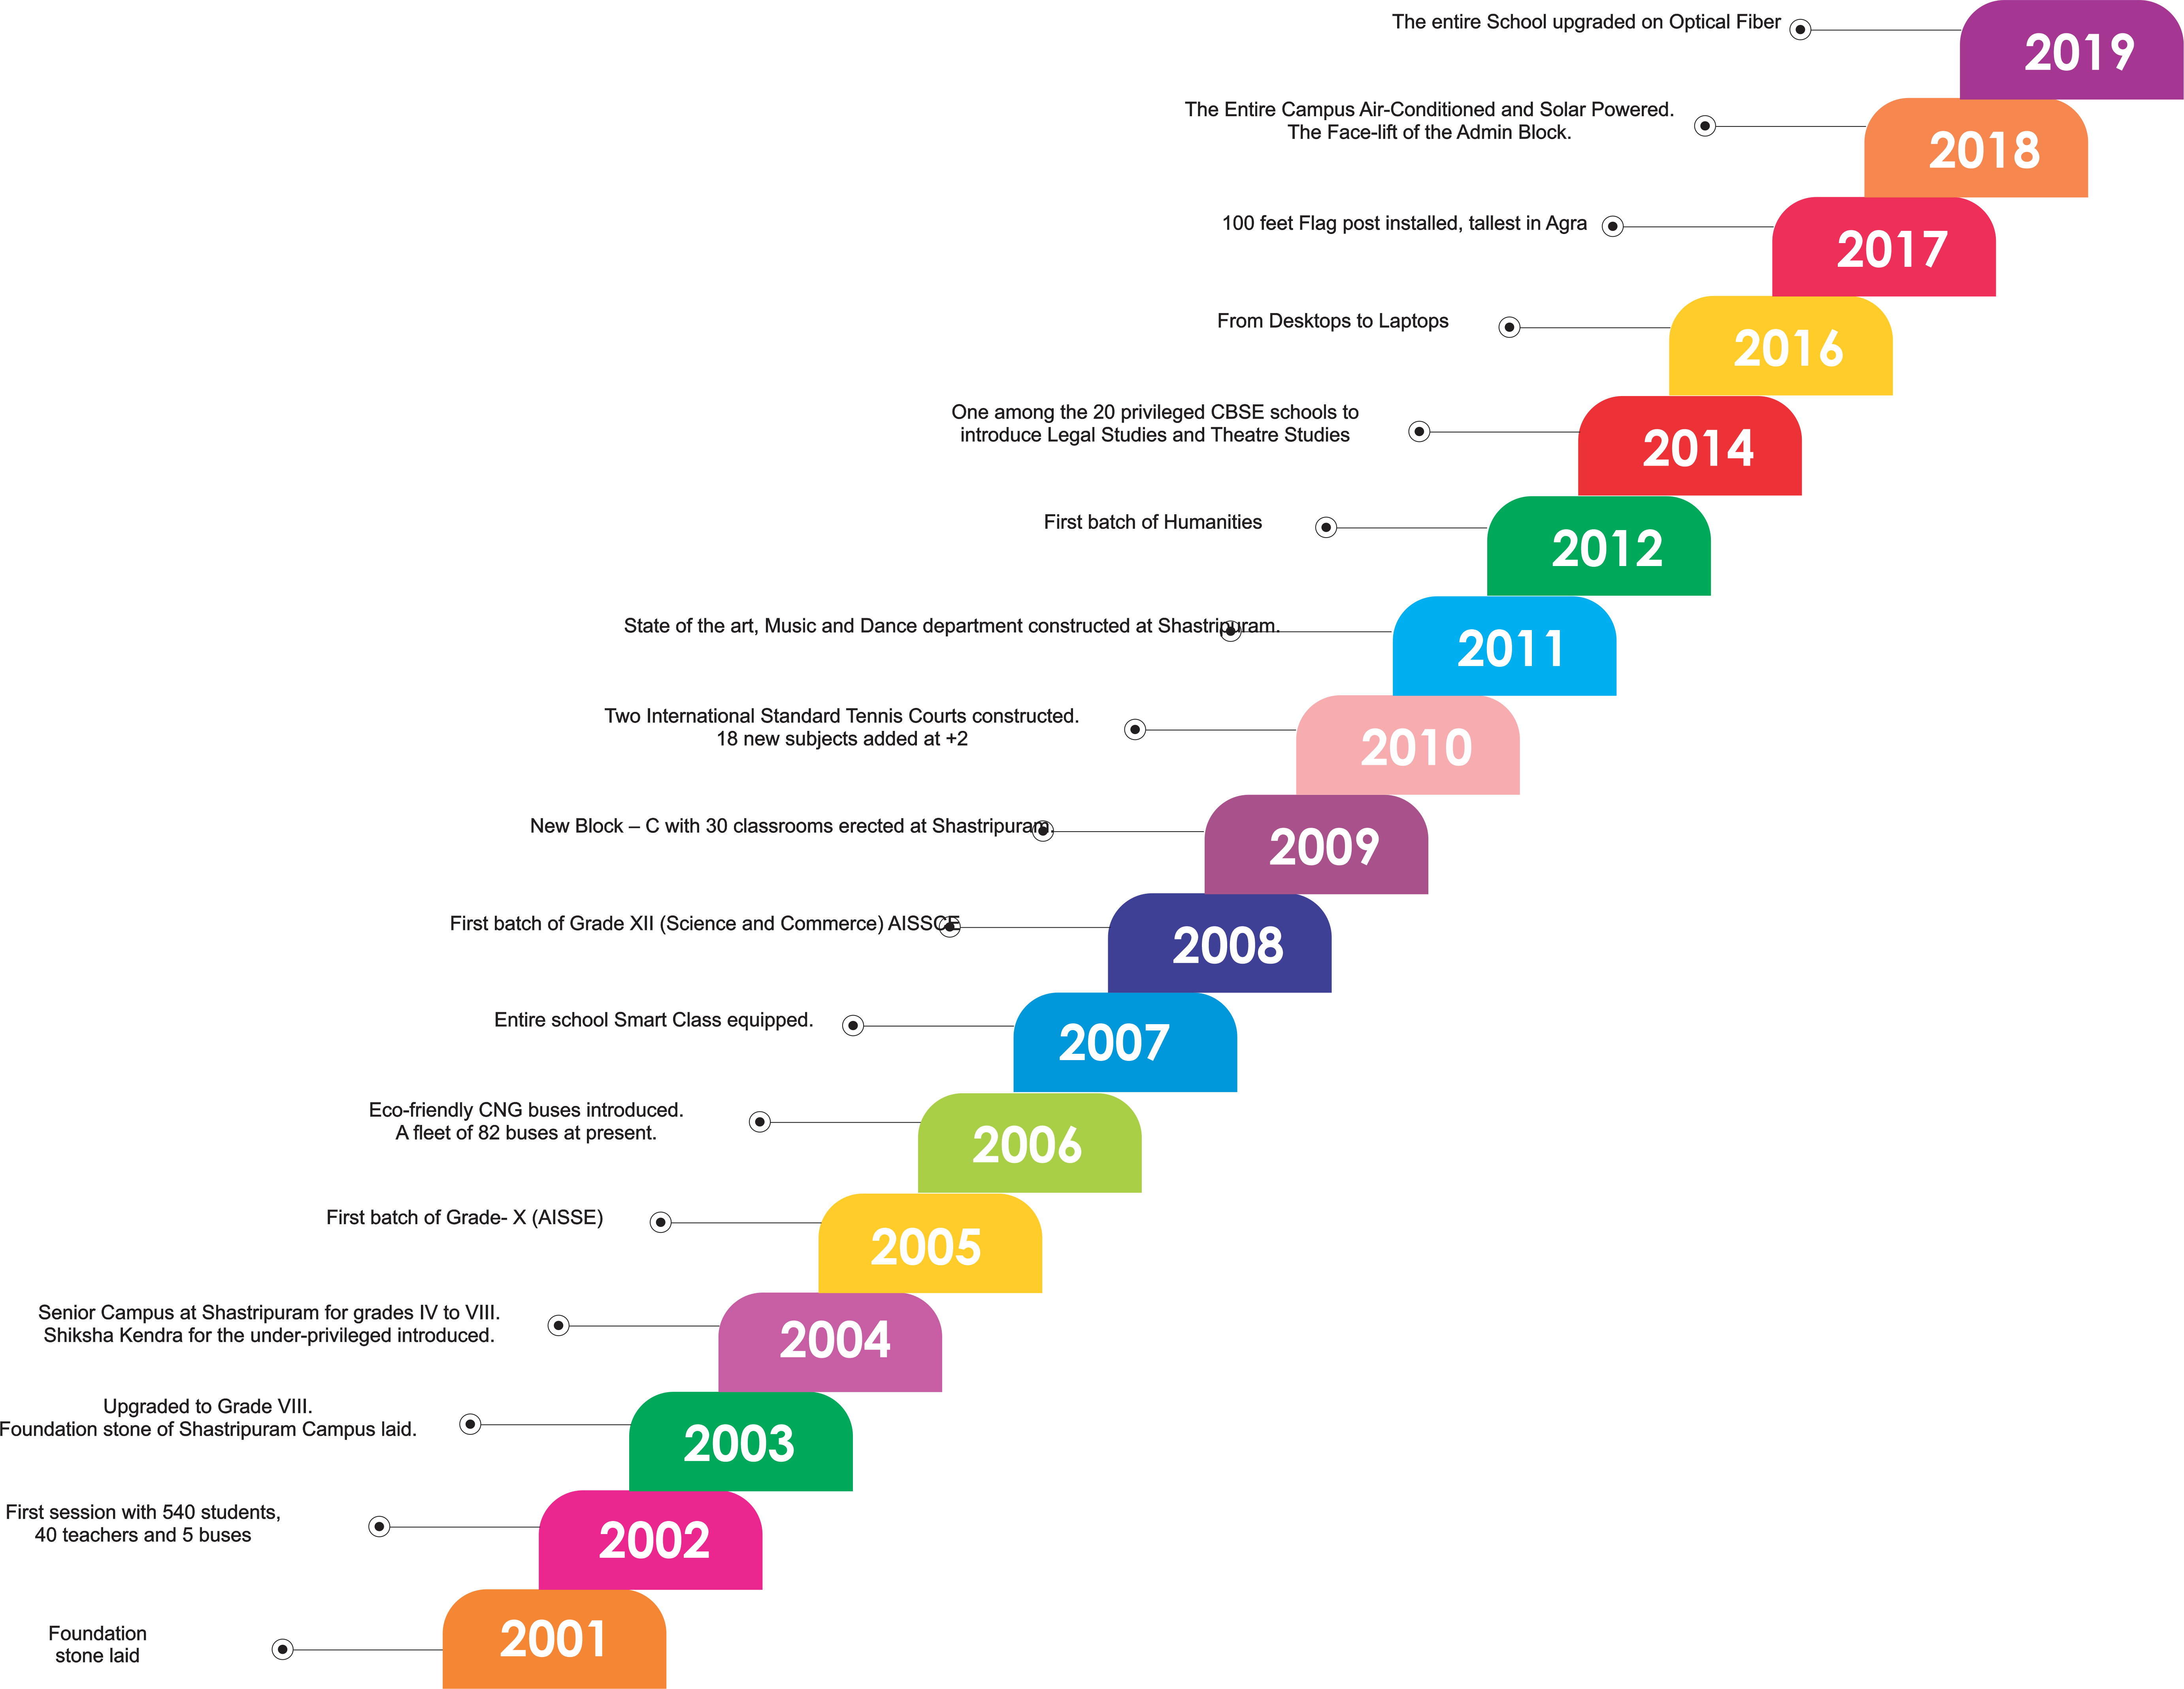 The entire School upgraded on Optical Fiber
2019
The Entire Campus Air-Conditioned and Solar Powered.
The Face-lift of the Admin Block.
2018
100 feet Flag post installed, tallest in Agra
2017
From Desktops to Laptops
2016
One among the 20 privileged CBSE schools to
introduce Legal Studies and Theatre Studies
2014
First batch of Humanities
2012
State of the art, Music and Dance department constructed at Shastripuram.
2011
Two International Standard Tennis Courts constructed.
18 new subjects added at +2
2010
New Block – C with 30 classrooms erected at Shastripuram.
2009
First batch of Grade XII (Science and Commerce) AISSCE
2008
Entire school Smart Class equipped.
2007
Eco-friendly CNG buses introduced.
A fleet of 82 buses at present.
2006
First batch of Grade- X (AISSE)
2005
Senior Campus at Shastripuram for grades IV to VIII.
Shiksha Kendra for the under-privileged introduced.
2004
Upgraded to Grade VIII.
Foundation stone of Shastripuram Campus laid.
2003
First session with 540 students,
40 teachers and 5 buses
2002
Foundation
stone laid
2001